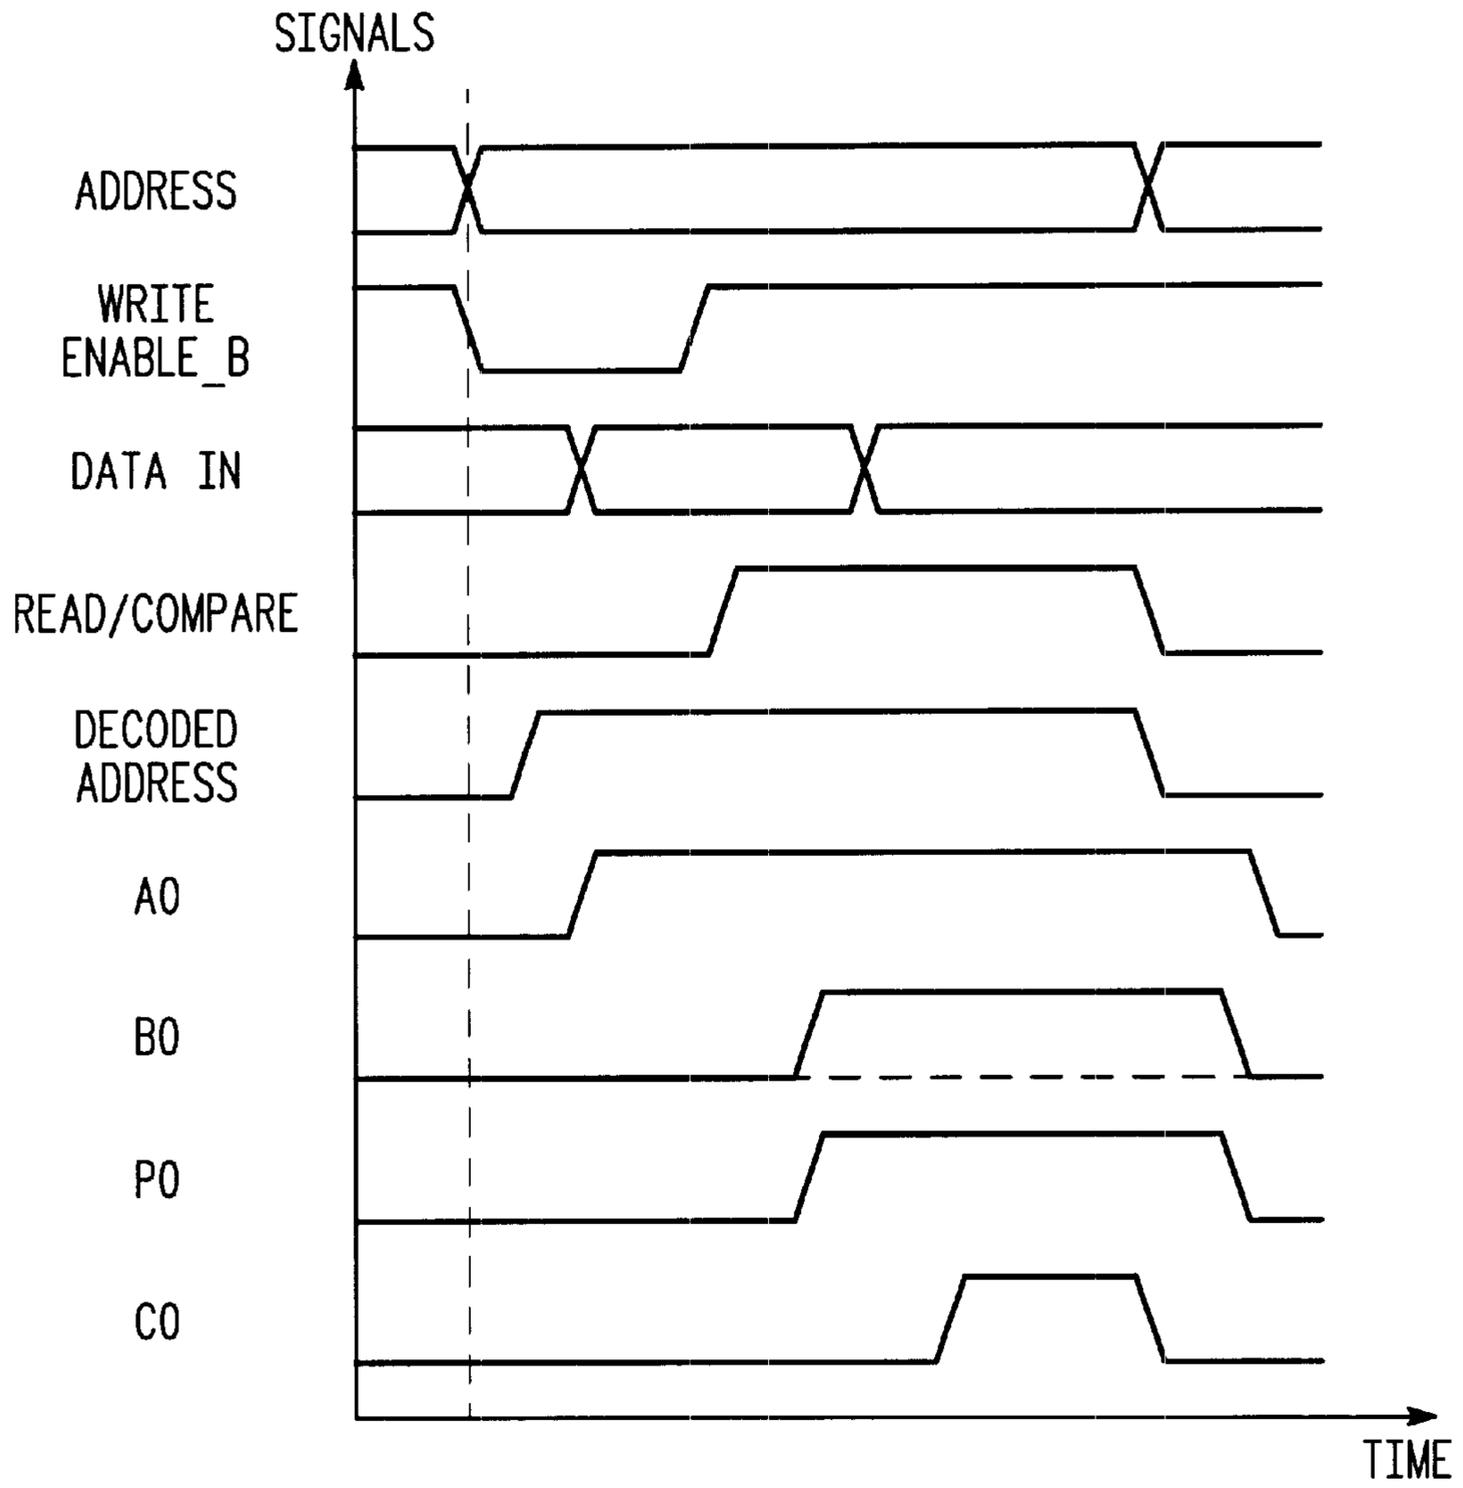 SIGNALS
ADDRESS
WRITE
ENABLE_B
DATA IN
READ/COMPARE
DECODED
ADDRESS
A0
B0
P0
C0
TIME